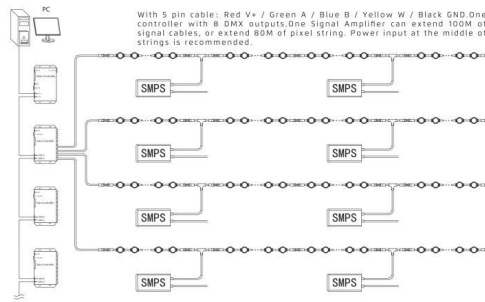 PC
With 5 pin cable: Red V+ / Green A / Blue B / Yellow W / Black GND.One
controller with 8 DMX outputs,One Signal Amplifier can extend 100M of
signal cables, or extend 80M of pixel string. Power input at the middle of
strings is recommended.
SMPS
SMPS
SMPS
SMPS
SMPS
SMPS
SMPS
SMPS